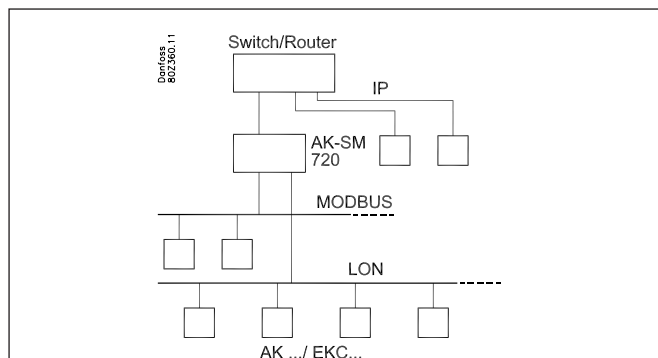 Danfoss
80Z360.11
Switch/Router
IP
AK-SM
720
MODBUS
LON
AK .../ EKC...